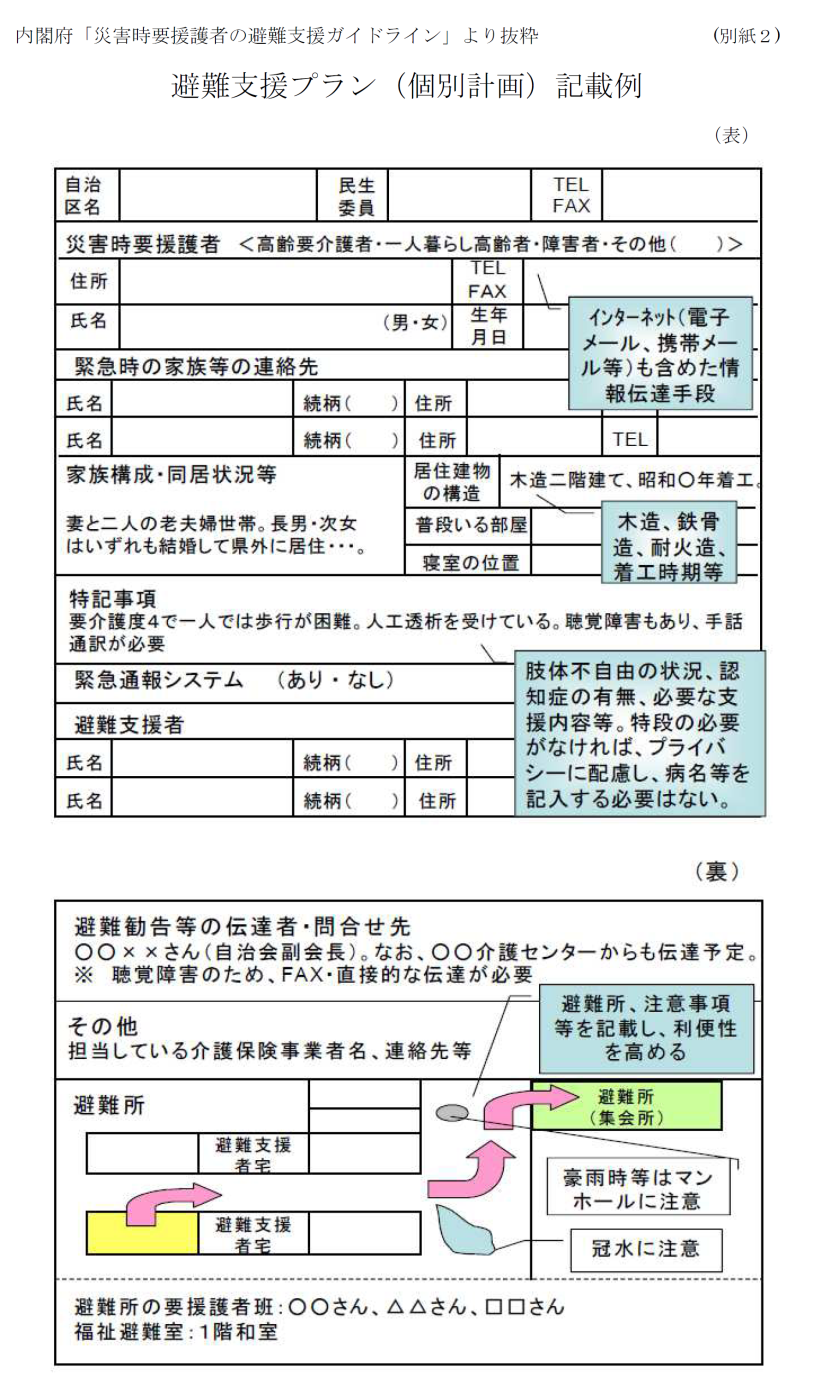 内閣府「災害時要援護者の避難支援ガイドライン」より抜粋 (別紙２)
避難支援プラン（個別計画）記載例
（表）
自治区名 民生委員 TEL FAX
災害時要援護者 ＜高齢要介護者・一人暮らし高齢者・障害者・その他（　　）＞
住所 TEL FAX
氏名 （男・女） 生年月日
インターネット（電子
メール、携帯メー
ル等）も含めた情
報伝達手段
緊急時の家族等の連絡先
氏名 続柄（　　） 住所
氏名 続柄（　　） 住所 TEL
家族構成・同居状況等
妻と二人の老夫婦世帯。長男・次女
はいずれも結婚して県外に居住・・・。
居住建物の構造 木造二階建て、昭和〇年着工。
普段いる部屋
寝室の位置
木造、鉄骨
造、耐火造、
着工時期等
特記事項
要介護度４で一人では歩行が困難。人工透析を受けている。聴覚障害もあり、手話
通訳が必要
緊急通報システム （あり・なし）
肢体不自由の状況、認
知症の有無、必要な支
援内容等。特段の必要
がなければ、プライバ
シーに配慮し、病名等を
記入する必要はない。
避難支援者
氏名 続柄（　　） 住所
氏名 続柄（　　） 住所
（裏）
避難勧告等の伝達者・問合せ先
〇〇××さん（自治会副会長）。なお、〇〇介護センターからも伝達予定。
※ 聴覚障害のため、FAX・直接的な伝達が必要
その他
担当している介護保険事業者名、連絡先等
避難所、注意事項
等を記載し、利便性
を高める
避難所
避難所
（集会所）
避難支援
者宅
豪雨時等はマン
ホールに注意
避難支援
者宅
冠水に注意
避難所の要援護者班：〇〇さん、△△さん、□□さん
福祉避難室：１階和室